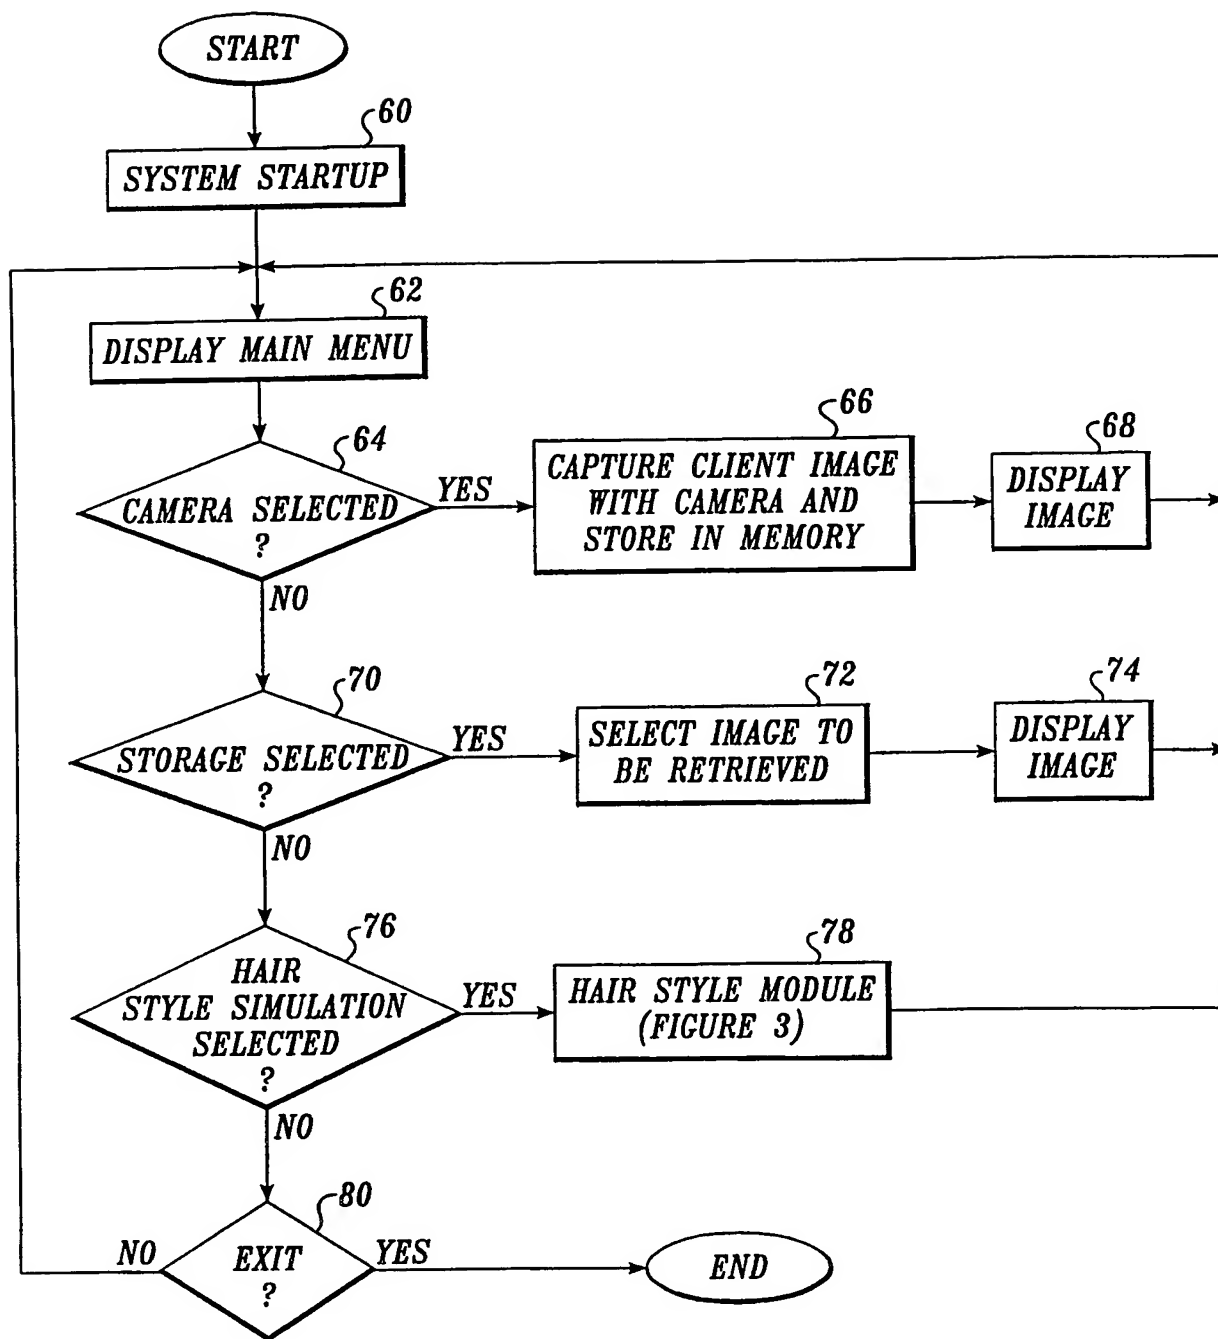 START
60
SYSTEM STARTUP
62
DISPLAY MAIN MENU
64
CAMERA SELECTED
?
YES
NO
66
CAPTURE CLIENT IMAGE
WITH CAMERA AND
STORE IN MEMORY
68
DISPLAY
IMAGE
70
STORAGE SELECTED
?
YES
NO
72
SELECT IMAGE TO
BE RETRIEVED
74
DISPLAY
IMAGE
76
HAIR
STYLE SIMULATION
SELECTED
?
YES
NO
78
HAIR STYLE MODULE
(FIGURE 3)
80
EXIT
?
NO
YES
END